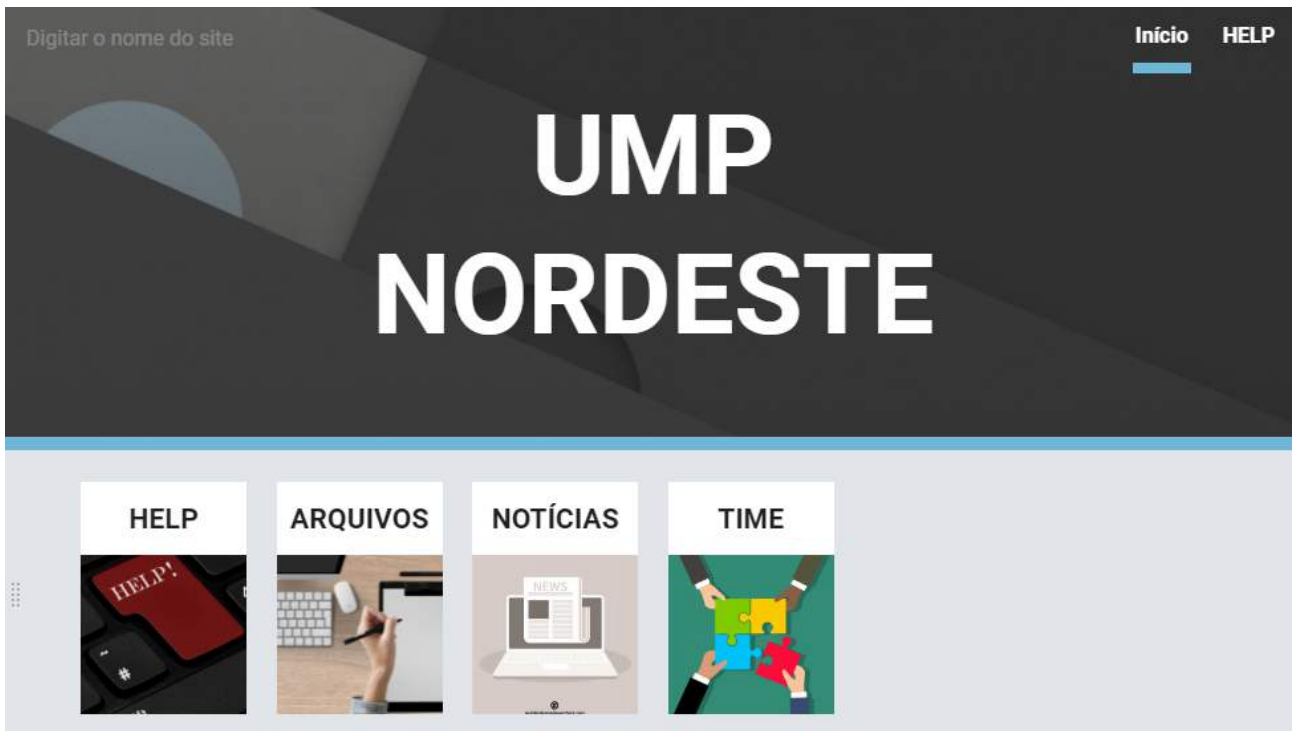 Digitar o nome do site
Início HELP
UMP
NORDESTE
HELP ARQUIVOS NOTÍCIAS TIME
HELP!
NEWS
~
#